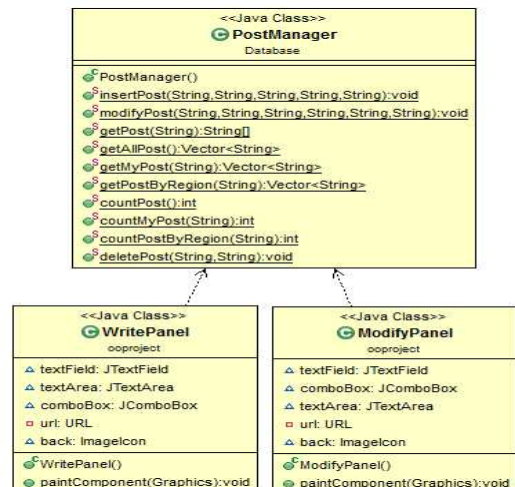 <<Java Class>>
PostManager
Database
PostManager()
insertPost(String,String,String,String,String):void
modifyPost(String,String,String,String,String,String):void
getPost(String):String[]
getAllPost():Vector<String>
getMyPost(String):Vector<String>
getPostByRegion(String):Vector<String>
countPost():int
countMyPost(String):int
countPostByRegion(String):int
deletePost(String,String):void
<<Java Class>>
WritePanel
ooproject
textField: JTextField
textArea: JTextArea
comboBox: JComboBox
url: URL
back: ImageIcon
WritePanel()
paintComponent(Graphics):void
<<Java Class>>
ModifyPanel
ooproject
textField: JTextField
comboBox: JComboBox
textArea: JTextArea
url: URL
back: ImageIcon
ModifyPanel()
paintComponent(Graphics):void